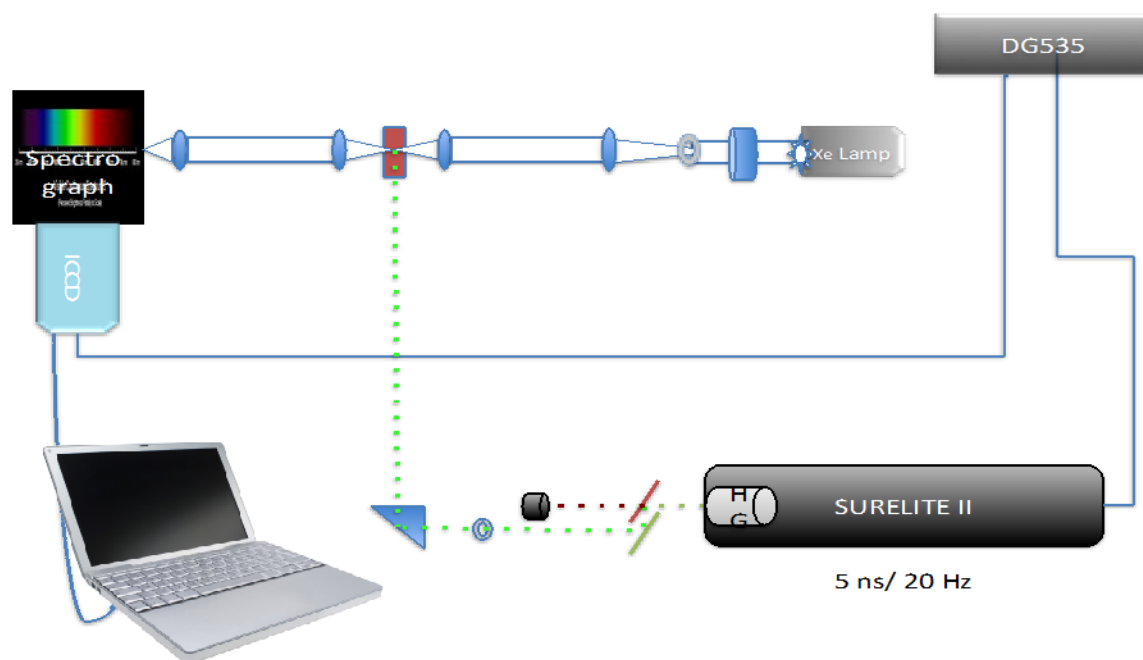 DG535
Spectro
graph
Xe Lamp
ICCD
H
G
SURELITE II
5 ns/ 20 Hz